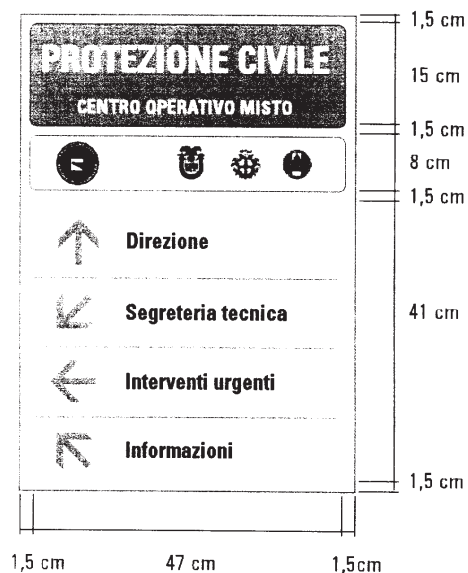 PROTEZIONE CIVILE
CENTRO OPERATIVO MISTO
Direzione
Segreteria tecnica
Interventi urgenti
Informazioni
1,5 cm
15 cm
1,5 cm
8 cm
1,5 cm
41 cm
1,5 cm
1,5 cm 47 cm 1,5cm